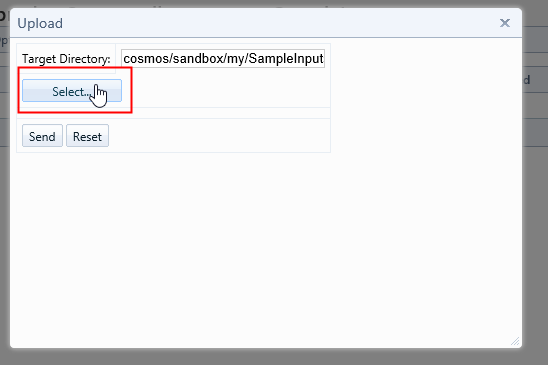 Upload
Target Directory: cosmos/sandbox/my/SampleInput
Select...
Send Reset